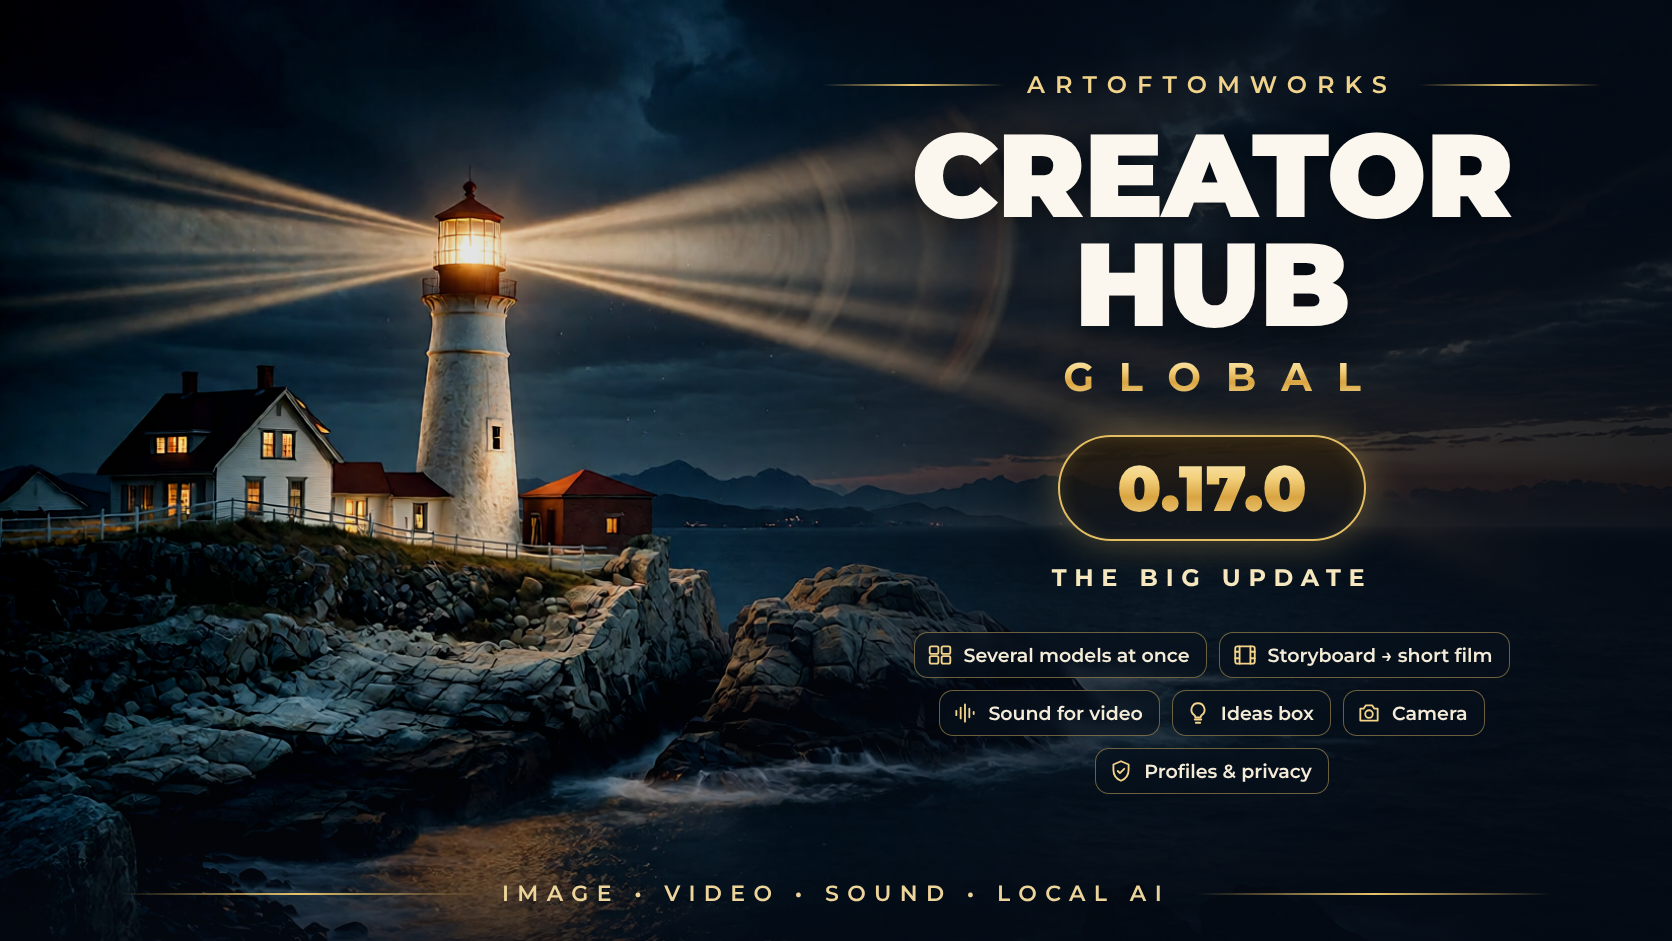 ARTOFTOMWORKS
CREATOR
HUB
GLOBAL
0.17.0
THE BIG UPDATE
Several models at once
Storyboard → short film
Sound for video
Ideas box
Camera
Profiles & privacy
IMAGE • VIDEO • SOUND • LOCAL AI